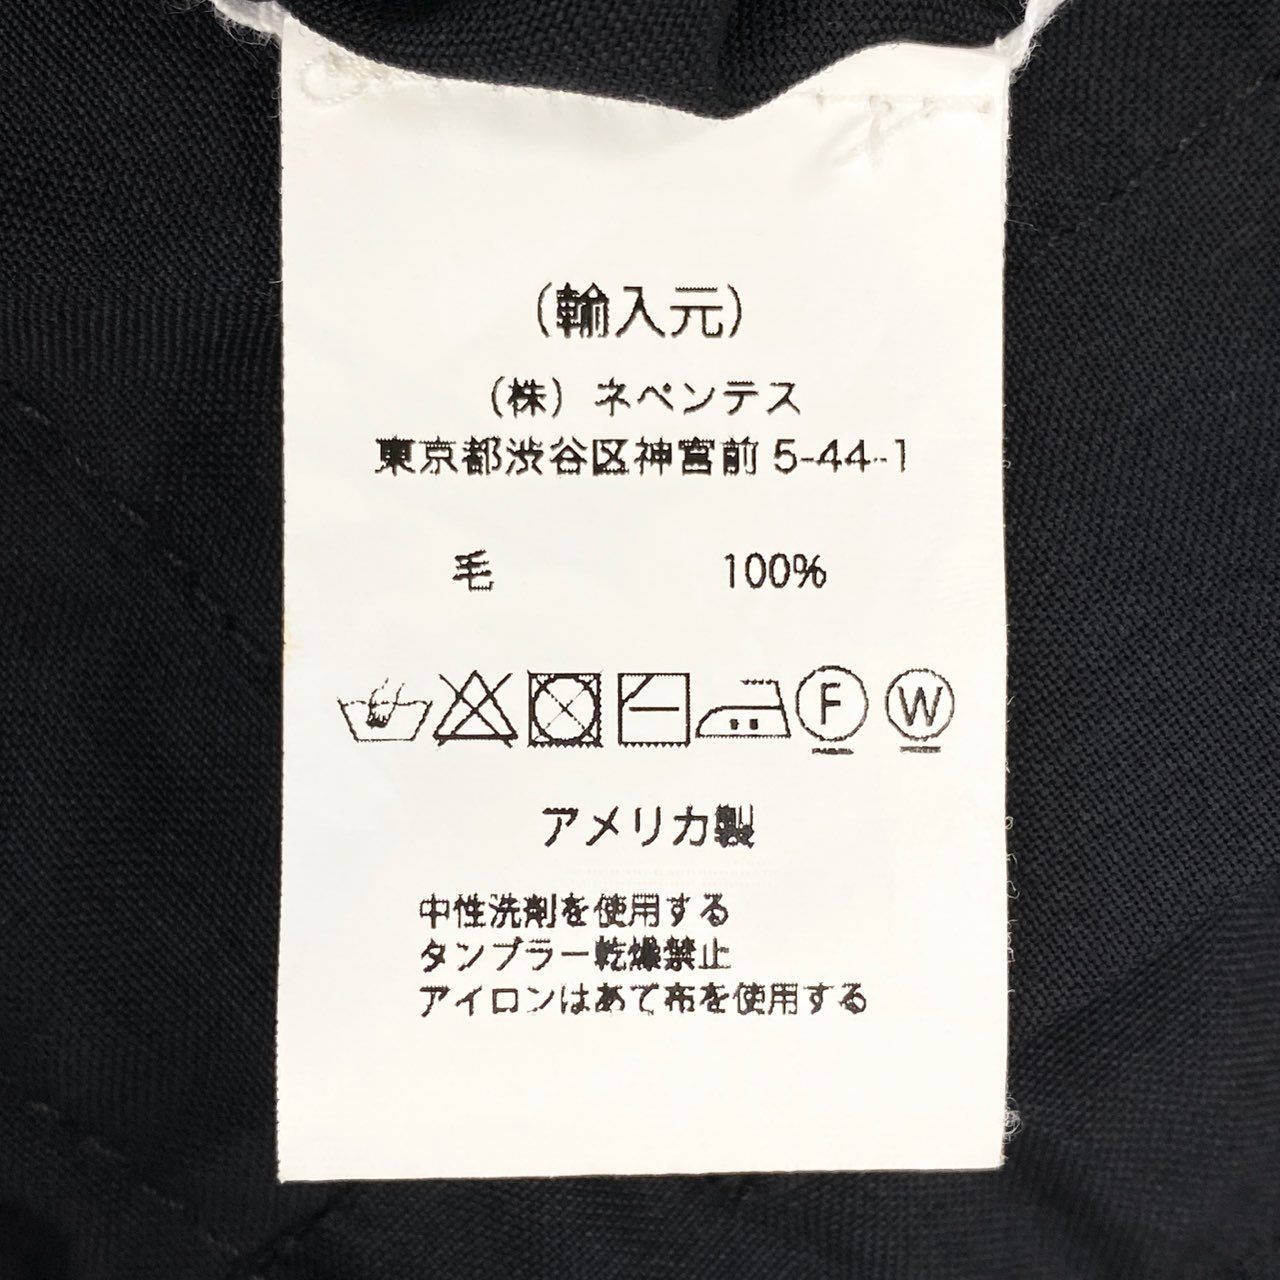 (輸入元)
(株) ネペンテス
東京都渋谷区神宮前 5-44-1
毛 100%
F W
アメリカ製
中性洗剤を使用する
タンブラー乾燥禁止
アイロンはあて布を使用する